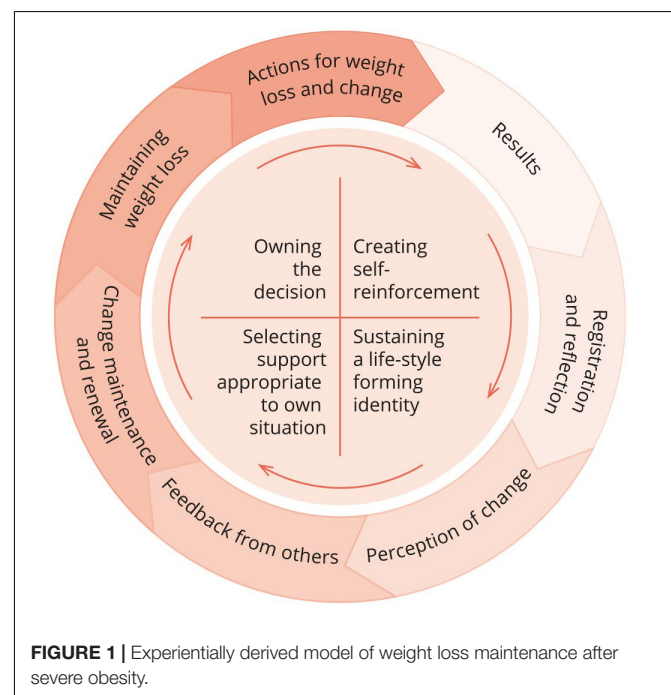 Actions for weight
loss and change
Results
Registration
and reflection
Perception of change
Feedback from others
Change maintenance
and renewal
Maintaining
weight loss
Owning
the
decision
Creating
self-
reinforcement
Selecting
support
appropriate
to own
situation
Sustaining
a life-style
forming
identity
FIGURE 1 | Experientially derived model of weight loss maintenance after
severe obesity.